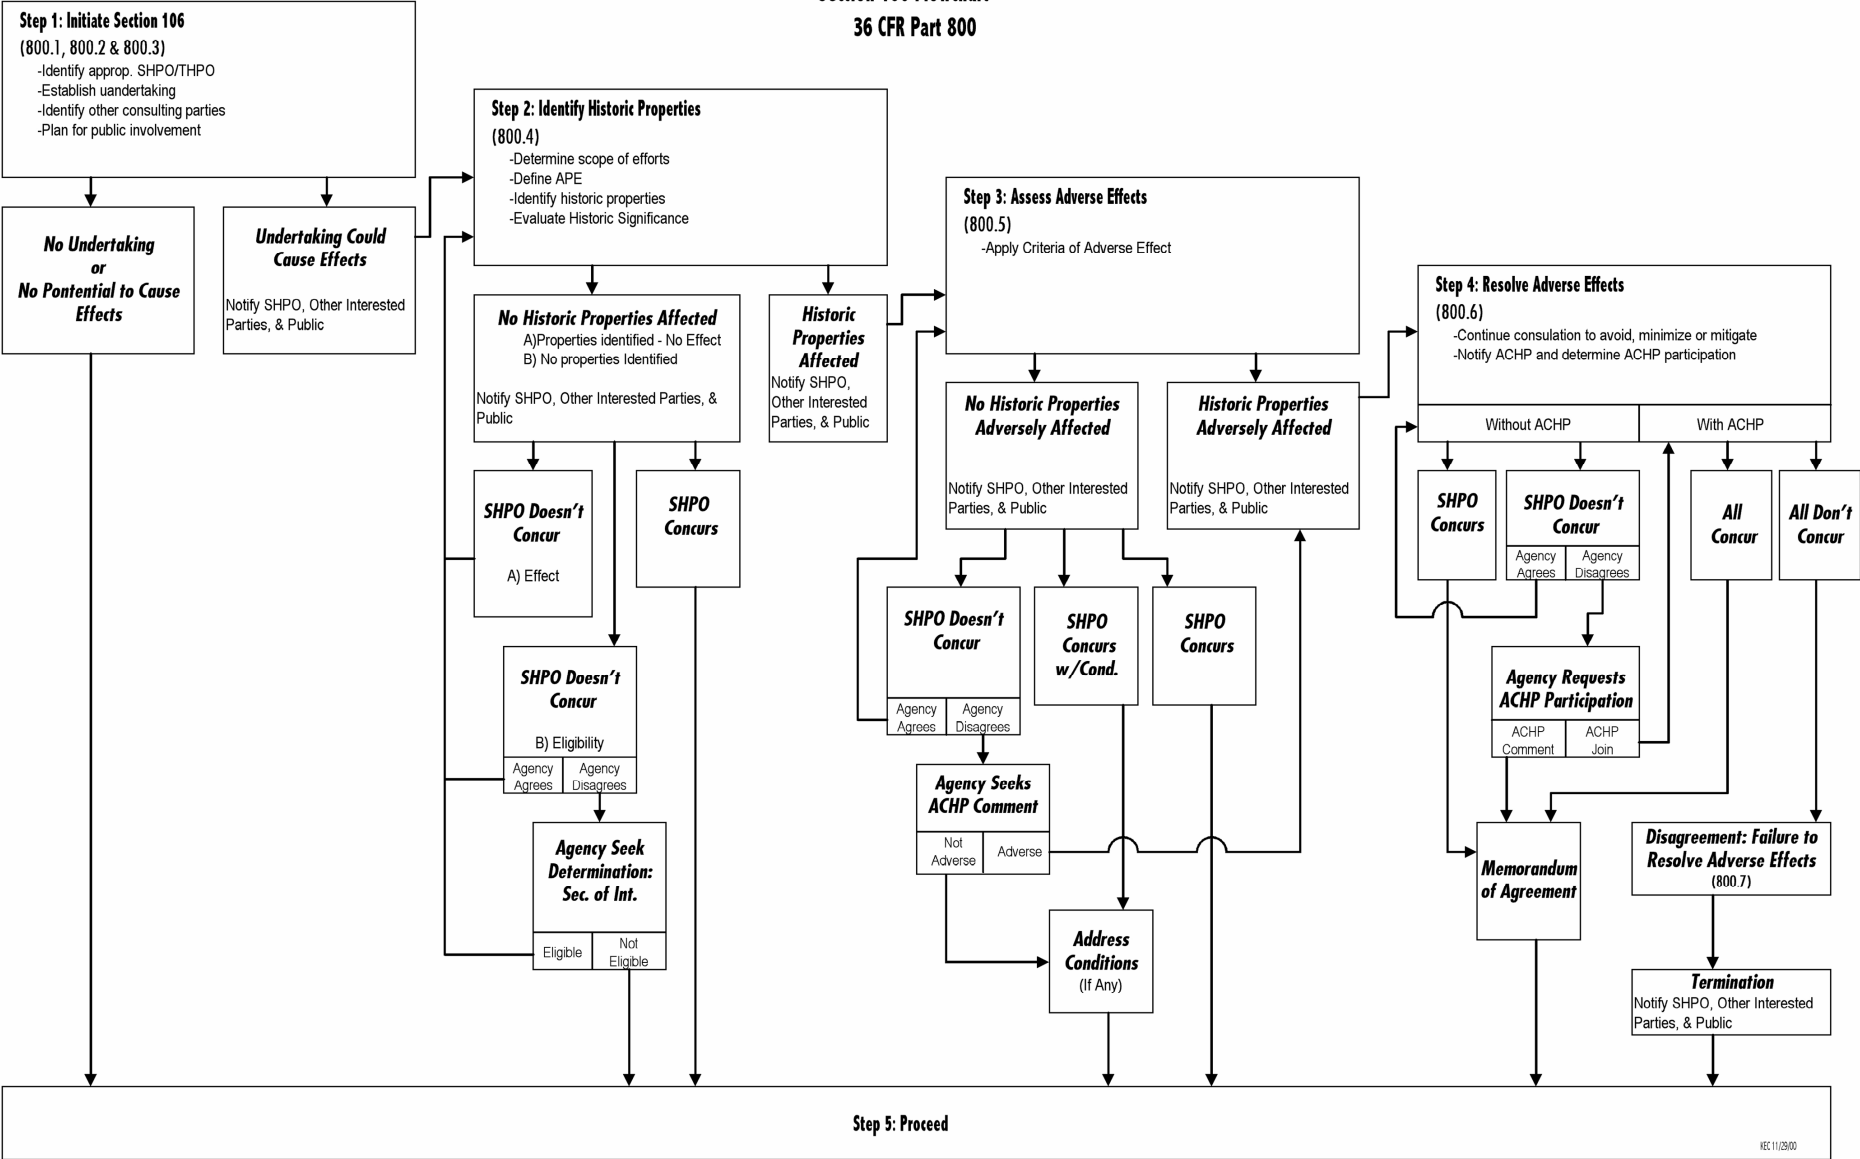 36 CFR Part 800
Step 1: Initiate Section 106
(800.1, 800.2 & 800.3)
-Identify approp. SHPO/THPO
-Establish uandertaking
-Identify other consulting parties
-Plan for public involvement
No Undertaking
or
No Pontential to Cause
Effects
Undertaking Could
Cause Effects
Notify SHPO, Other Interested
Parties, & Public
Step 2: Identify Historic Properties
(800.4)
-Determine scope of efforts
-Define APE
-Identify historic properties
-Evaluate Historic Significance
No Historic Properties Affected
A)Properties identified - No Effect
B) No properties Identified
Notify SHPO, Other Interested Parties, &
Public
Historic
Properties
Affected
Notify SHPO,
Other Interested
Parties, & Public
SHPO Doesn't
Concur
A) Effect
SHPO
Concurs
SHPO Doesn't
Concur
B) Eligibility
Agency
Agrees
Agency
Disagrees
Agency Seek
Determination:
Sec. of Int.
Eligible
Not
Eligible
Step 3: Assess Adverse Effects
(800.5)
-Apply Criteria of Adverse Effect
No Historic Properties
Adversely Affected
Notify SHPO, Other Interested
Parties, & Public
Historic Properties
Adversely Affected
Notify SHPO, Other Interested
Parties, & Public
SHPO Doesn't
Concur
Agency
Agrees
Agency
Disagrees
SHPO
Concurs
w/Cond.
SHPO
Concurs
Agency Seeks
ACHP Comment
Not
Adverse
Adverse
Address
Conditions
(If Any)
Step 4: Resolve Adverse Effects
(800.6)
-Continue consulation to avoid, minimize or mitigate
-Notify ACHP and determine ACHP participation
Without ACHP
With ACHP
SHPO
Concurs
SHPO Doesn't
Concur
Agency
Agrees
Agency
Disagrees
All
Concur
All Don't
Concur
Agency Requests
ACHP Participation
ACHP
Comment
ACHP
Join
Memorandum
of Agreement
Disagreement: Failure to
Resolve Adverse Effects
(800.7)
Termination
Notify SHPO, Other Interested
Parties, & Public
Step 5: Proceed
KEC 11/29/00